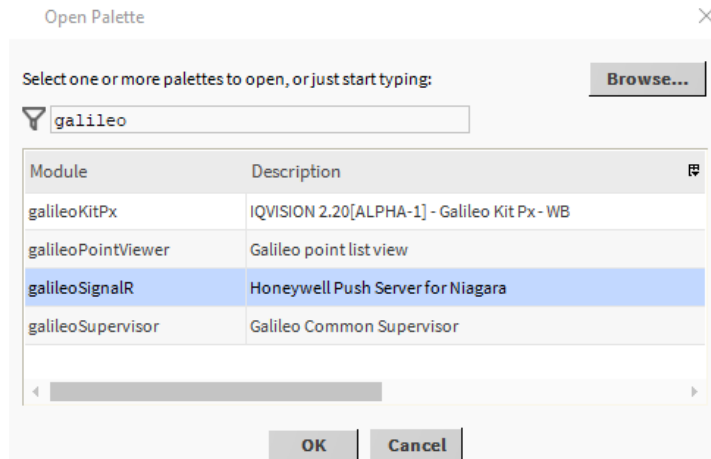 Open Palette
Select one or more palettes to open, or just start typing:
Browse...
galileo
Module Description
galileoKitPx IQVISION 2.20[ALPHA-1] - Galileo Kit Px - WB
galileoPointViewer Galileo point list view
galileoSignalR Honeywell Push Server for Niagara
galileoSupervisor Galileo Common Supervisor
OK Cancel